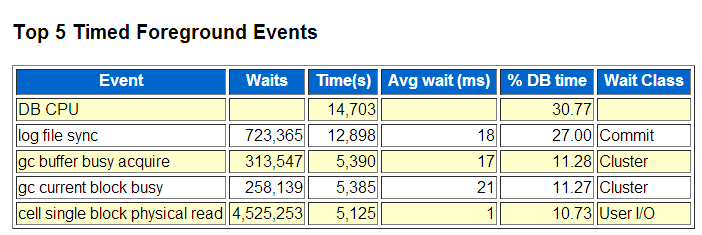 Top 5 Timed Foreground Events
Event Waits Time(s) Avg wait (ms) % DB time Wait Class
DB CPU 14,703 30.77
log file sync 723,365 12,898 18 27.00 Commit
gc buffer busy acquire 313,547 5,390 17 11.28 Cluster
gc current block busy 258,139 5,385 21 11.27 Cluster
cell single block physical read 4,525,253 5,125 1 10.73 User I/O